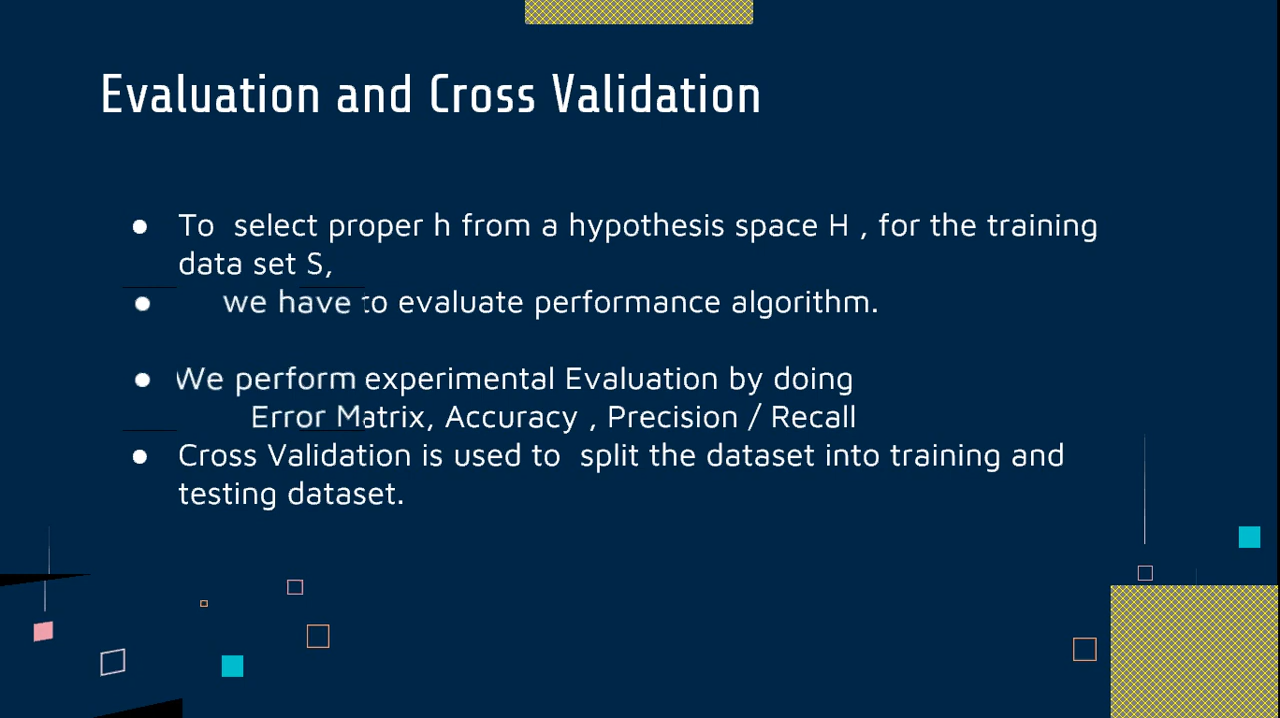 Evaluation and Cross Validation
● To select proper h from a hypothesis space H , for the training
data set S,
● we have to evaluate performance algorithm.
● We perform experimental Evaluation by doing
Error Matrix, Accuracy , Precision / Recall
● Cross Validation is used to split the dataset into training and
testing dataset.